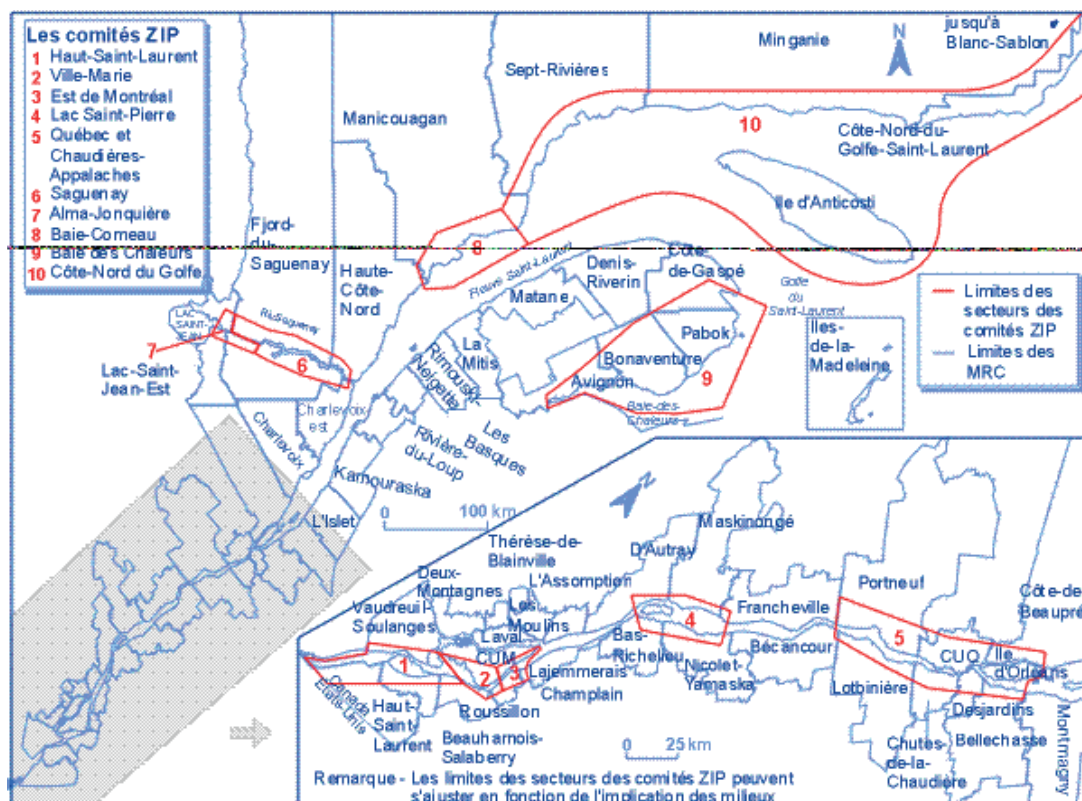 Les comités ZIP
1 Haut-Saint-Laurent
2 Ville-Marie
3 Est de Montréal
4 Lac Saint-Pierre
5 Québec et
Chaudières-
Appalaches
6 Saguenay
7 Alma-Jonquière
8 Baie-Comeau
9 Baie des Chaleurs
10 Côte-Nord du Golfe
jusqu'à
Blanc-Sablon
N
Minganie
Sept-Rivières
Manicouagan
10
Côte-Nord-du-
Golfe-Saint-Laurent
Ile d'Anticosti
Fjord-
du-
Saguenay
Haute-
Côte-
Nord
8
Fleuve Saint-Laurent
Denis-
Riverin
Côte-
de-Gaspé
Golfe
du
Saint-Laurent
Matane
Pabok
Bonaventure
9
Avignon
Baie-des-
Chaleurs
Iles-
de-la-
Madeleine
Limites des
secteurs des
comités ZIP
Limites des
MRC
LAC
SAINT-
JEAN
Riv. Saguenay
7
6
Lac-Saint-
Jean-Est
La
Mitis
Rimouski-
Neigette
Charlevoix-
est
Charlevoix
Les
Basques
Rivière-
du-Loup
Kamouraska
L'Islet
0 100 km
N
Maskinongé
D'Autray
Thérèse-de-
Blainville
L'Assomption
Deux-
Montagnes
Les
Moulins
Vaudreuil-
Soulanges
Laval
CUM
1
2
3
4
Francheville
Portneuf
Côte-de-
Beaupré
5
CUQ
Ile
d'Orléans
Bas-
Richelieu
Bécancour
Lajemmerais
Champlain
Nicolet-
Yamaska
Lotbinière
Desjardins
Canada
Etats-Unis
Haut-
Saint-
Laurent
Roussillon
Beauharnois-
Salaberry
0 25 km
Chutes-
de-la-
Chaudière
Bellechasse
Montmagny
Remarque - Les limites des secteurs des comités ZIP peuvent
s'ajuster en fonction de l'implication des milieux